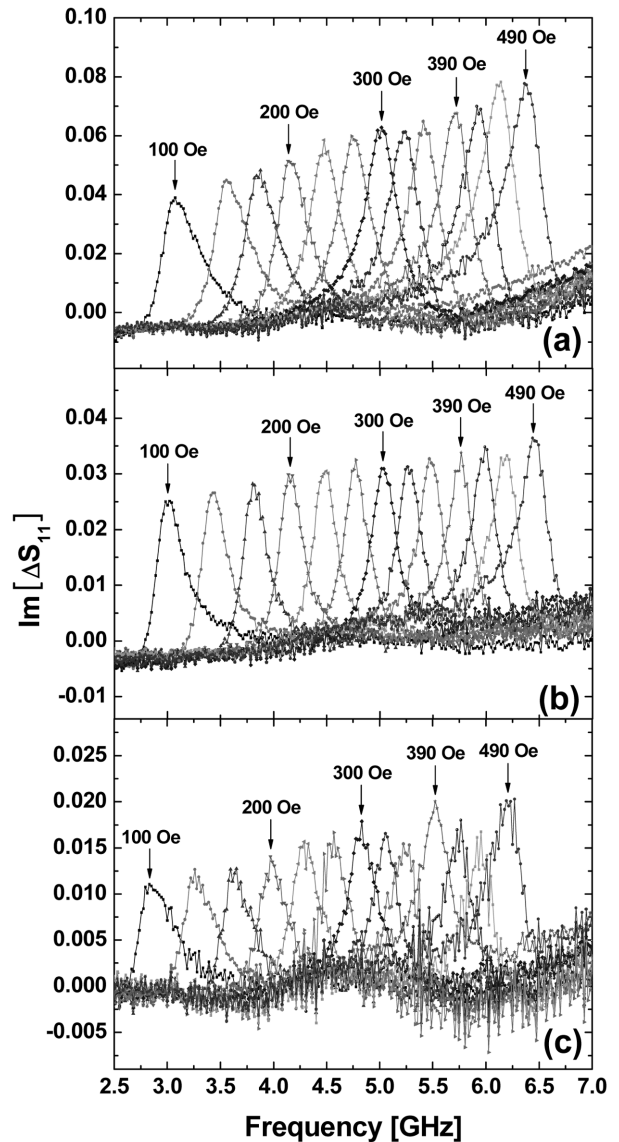 0.10
0.08
0.06
0.04
0.02
0.00
100 Oe
200 Oe
300 Oe
390 Oe
490 Oe
(a)
0.04
0.03
0.02
0.01
0.00
-0.01
100 Oe
200 Oe
300 Oe
390 Oe
490 Oe
(b)
Im [ΔS11]
0.025
0.020
0.015
0.010
0.005
0.000
-0.005
100 Oe
200 Oe
300 Oe
390 Oe
490 Oe
(c)
2.5 3.0 3.5 4.0 4.5 5.0 5.5 6.0 6.5 7.0
Frequency [GHz]